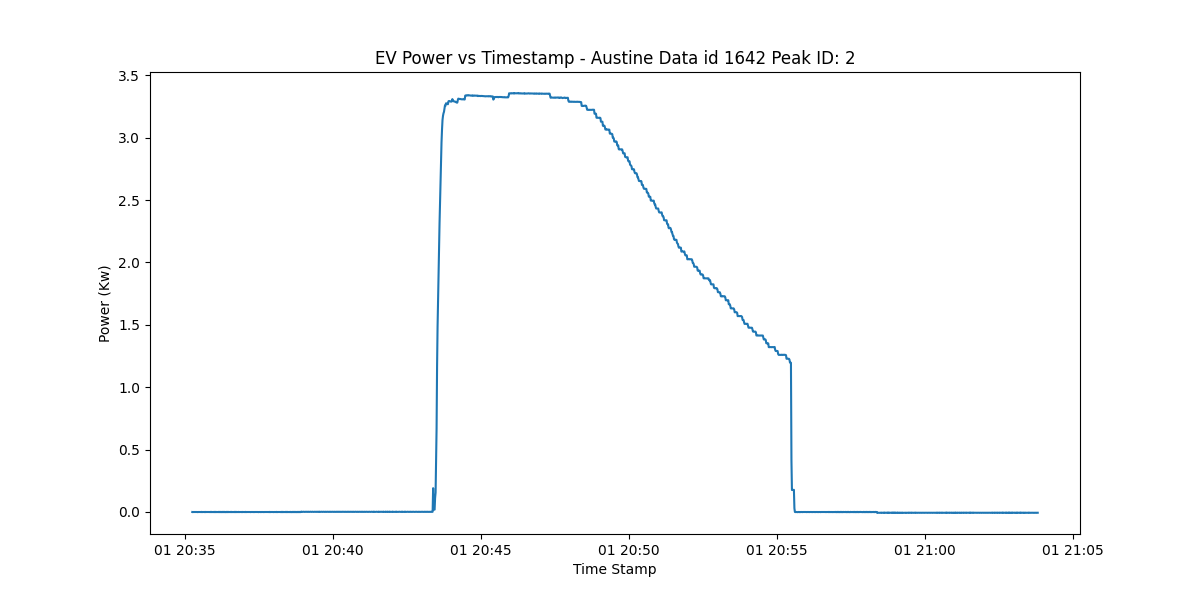 EV Power vs Timestamp - Austine Data id 1642 Peak ID: 2
3.5
3.0
2.5
2.0
1.5
1.0
0.5
0.0
Power (Kw)
01 20:35 01 20:40 01 20:45 01 20:50 01 20:55 01 21:00 01 21:05
Time Stamp